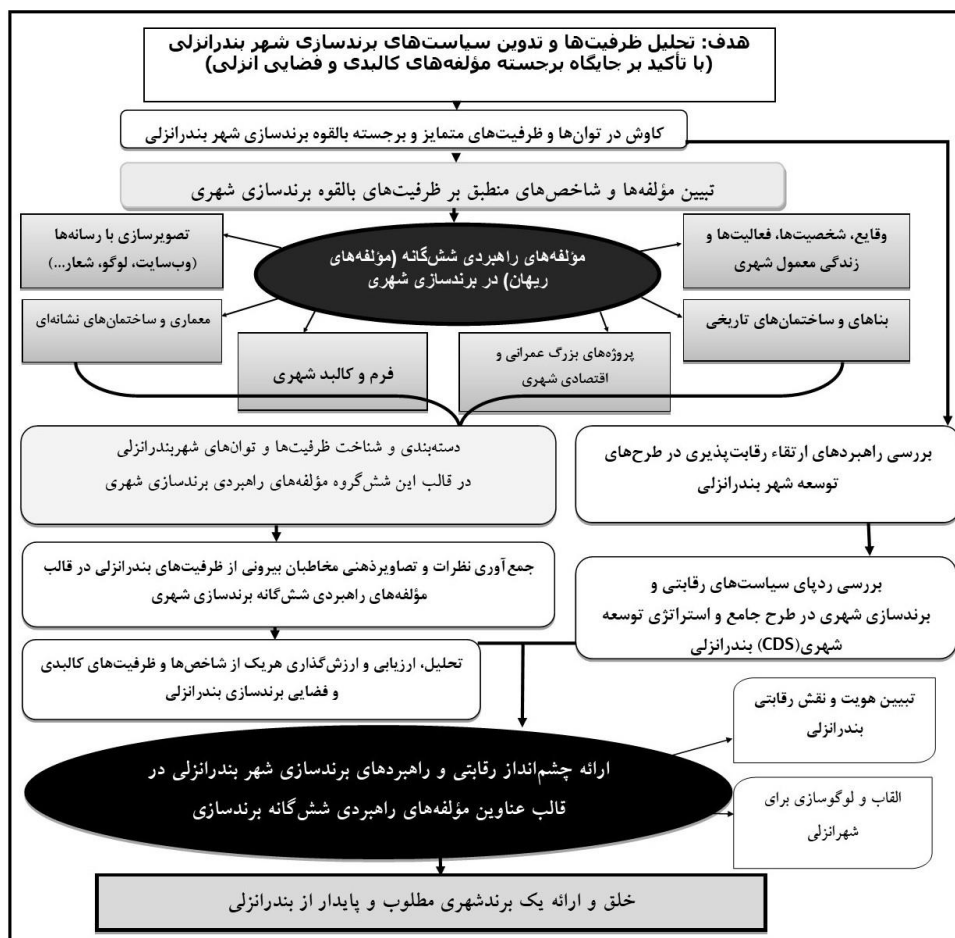 هدف: تحلیل ظرفیت‌ها و تدوین سیاست‌های برندسازی شهر بندرانزلی
(با تأکید بر جایگاه برجسته مؤلفه‌های کالبدی و فضایی انزلی)
کاوش در توان‌ها و ظرفیت‌های متمایز و برجسته بالقوه برندسازی شهر بندرانزلی
تبیین مؤلفه‌ها و شاخص‌های منطبق بر ظرفیت‌های بالقوه برندسازی شهری
وقایع، شخصیت‌ها، فعالیت‌ها و
زندگی معمول شهری
تصویرسازی با رسانه‌ها
(وب‌سایت، لوگو، شعار...)
مؤلفه‌های راهبردی شش‌گانه (مؤلفه‌های
ریهان) در برندسازی شهری
بناهای و ساختمان‌های تاریخی
معماری و ساختمان‌های نشانه‌ای
پروژه‌های بزرگ عمرانی و
اقتصادی شهری
فرم و کالبد شهری
دسته‌بندی و شناخت ظرفیت‌ها و توان‌های شهربندرانزلی
در قالب این شش‌گروه مؤلفه‌های راهبردی برندسازی شهری
بررسی راهبردهای ارتقاء رقابت‌پذیری در طرح‌های
توسعه شهر بندرانزلی
جمع‌آوری نظرات و تصاویرذهنی مخاطبان بیرونی از ظرفیت‌های بندرانزلی در قالب
مؤلفه‌های راهبردی شش‌گانه برندسازی شهری
بررسی ردپای سیاست‌های رقابتی و
برندسازی شهری در طرح جامع و استراتژی توسعه
شهری(CDS) بندرانزلی
تحلیل، ارزیابی و ارزش‌گذاری هریک از شاخص‌ها و ظرفیت‌های کالبدی
و فضایی برندسازی بندرانزلی
تبیین هویت و نقش رقابتی
بندرانزلی
ارائه چشم‌انداز رقابتی و راهبردهای برندسازی شهر بندرانزلی در
قالب عناوین مؤلفه‌های راهبردی شش‌گانه برندسازی
القاب و لوگوسازی برای
شهرانزلی
خلق و ارائه یک برندشهری مطلوب و پایدار از بندرانزلی